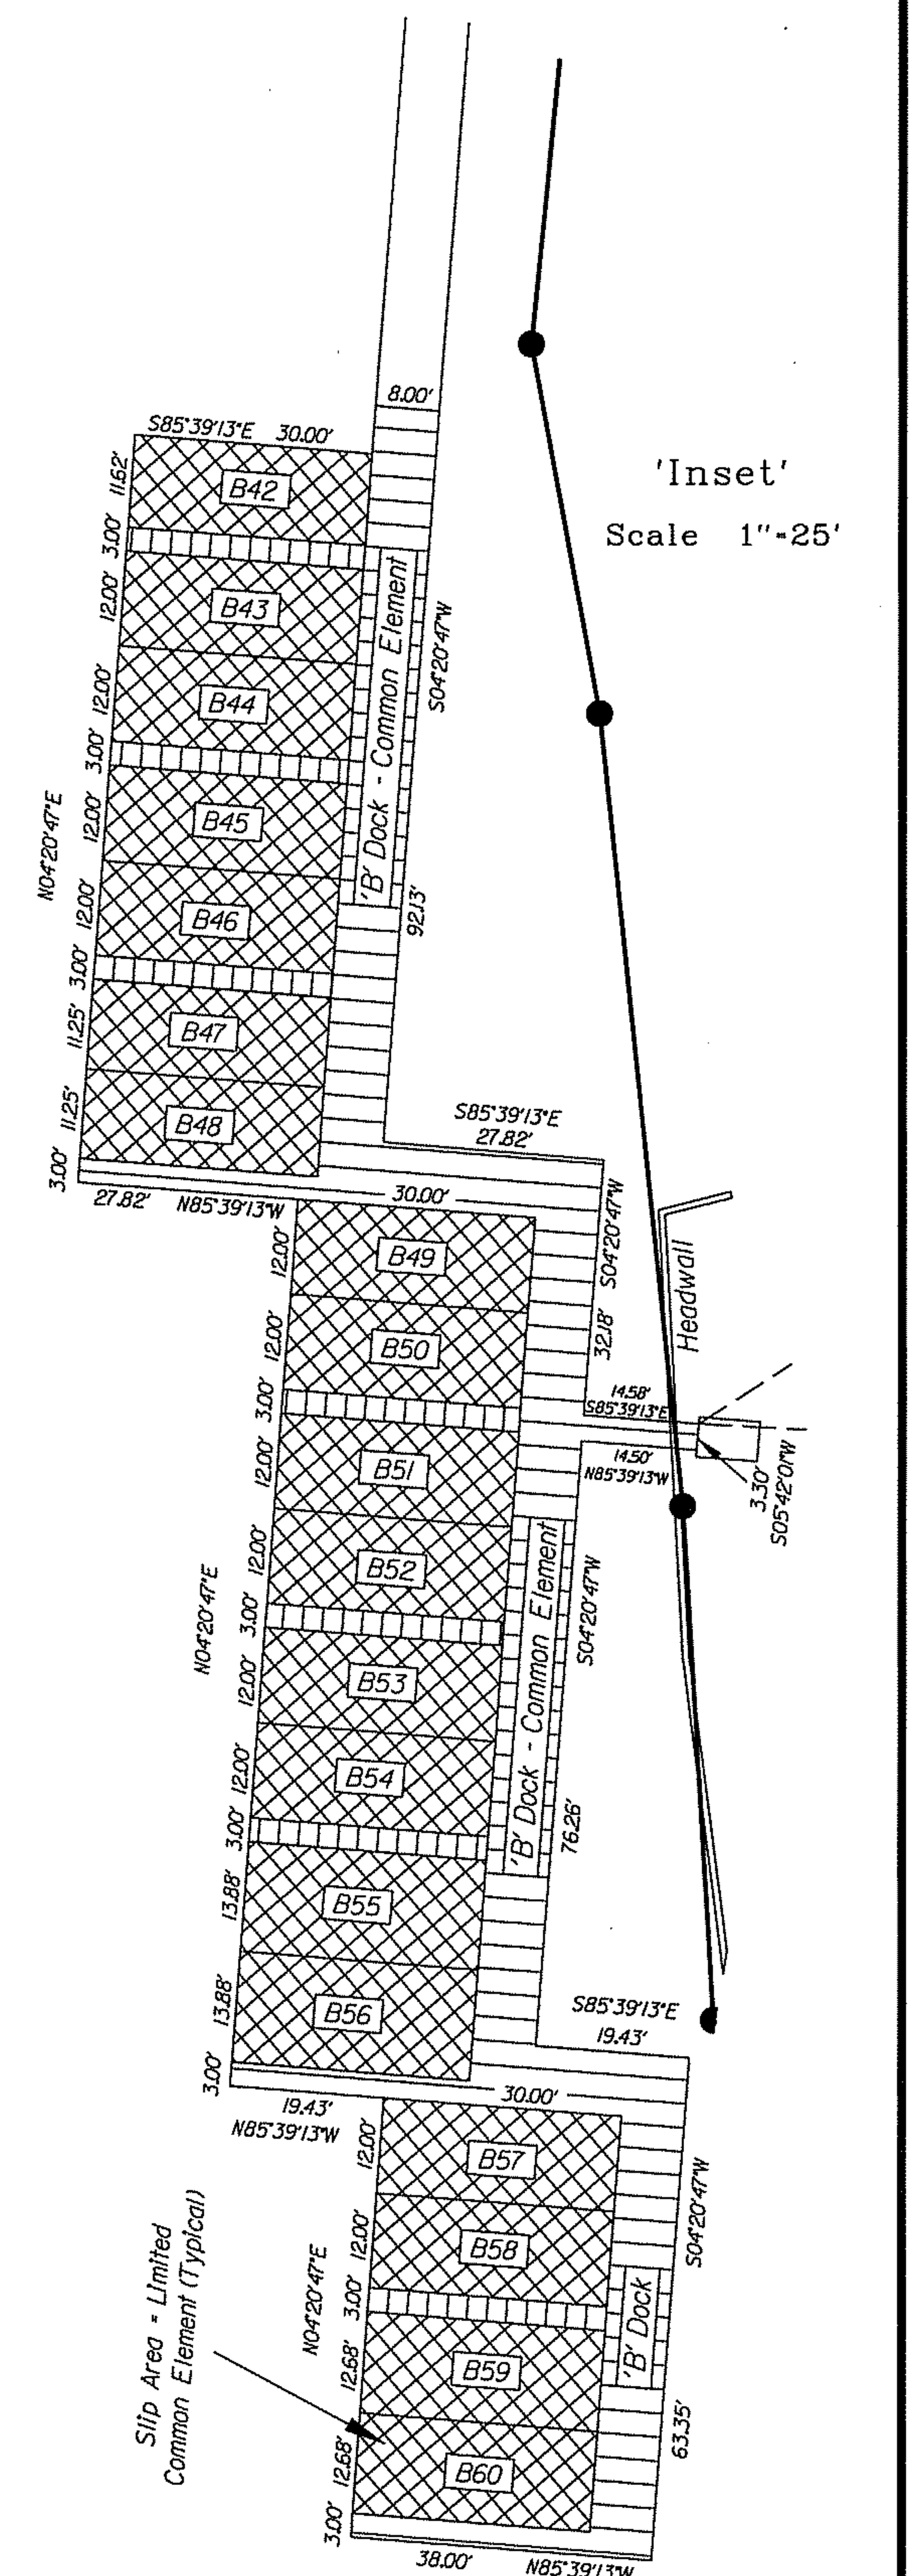 8.00'
S85°39'13"E 30.00'
'Inset'
Scale 1"=25'
11.62'
B42
3.00'
12.00'
B43
'B' Dock - Common Element
S04°20'47"W
12.00'
B44
3.00'
N04°20'47"E
12.00'
B45
12.00'
B46
92.13'
3.00'
11.25'
B47
11.25'
B48
S85°39'13"E
27.82'
3.00'
27.82' N85°39'13"W
30.00'
S04°20'47"W
12.00'
B49
Headwall
12.00'
B50
32.18'
3.00'
14.58'
S85°39'13"E
12.00'
B51
14.50'
N85°39'13"W
3.30'
S05°42'01"W
12.00'
B52
'B' Dock - Common Element
S04°20'47"W
N04°20'47"E
3.00'
12.00'
B53
12.00'
B54
3.00'
76.26'
13.88'
B55
13.88'
B56
S85°39'13"E
19.43'
3.00'
19.43'
N85°39'13"W
30.00'
12.00'
B57
S04°20'47"W
12.00'
B58
Slip Area = Limited
Common Element (Typical)
N04°20'47"E
3.00'
'B' Dock
12.68'
B59
63.35'
12.68'
B60
3.00'
38.00'
N85°39'13"W